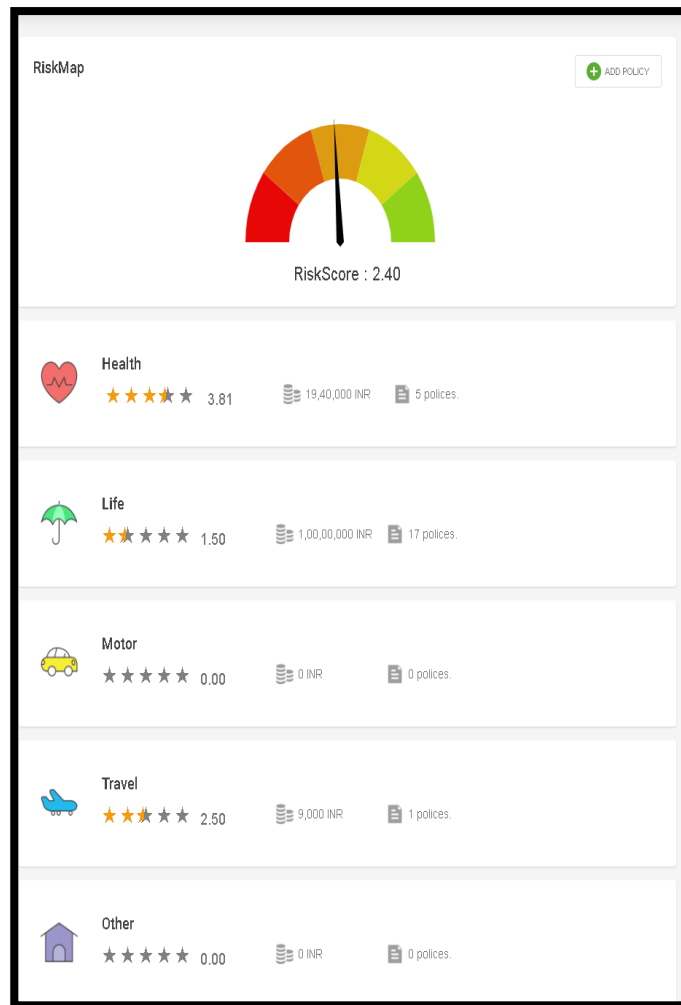 RiskMap
ADD POLICY
RiskScore : 2.40
Health
3.81 19,40,000 INR 5 polices.
Life
1.50 1,00,00,000 INR 17 polices.
Motor
0.00 0 INR 0 polices.
Travel
2.50 9,000 INR 1 polices.
Other
0.00 0 INR 0 polices.